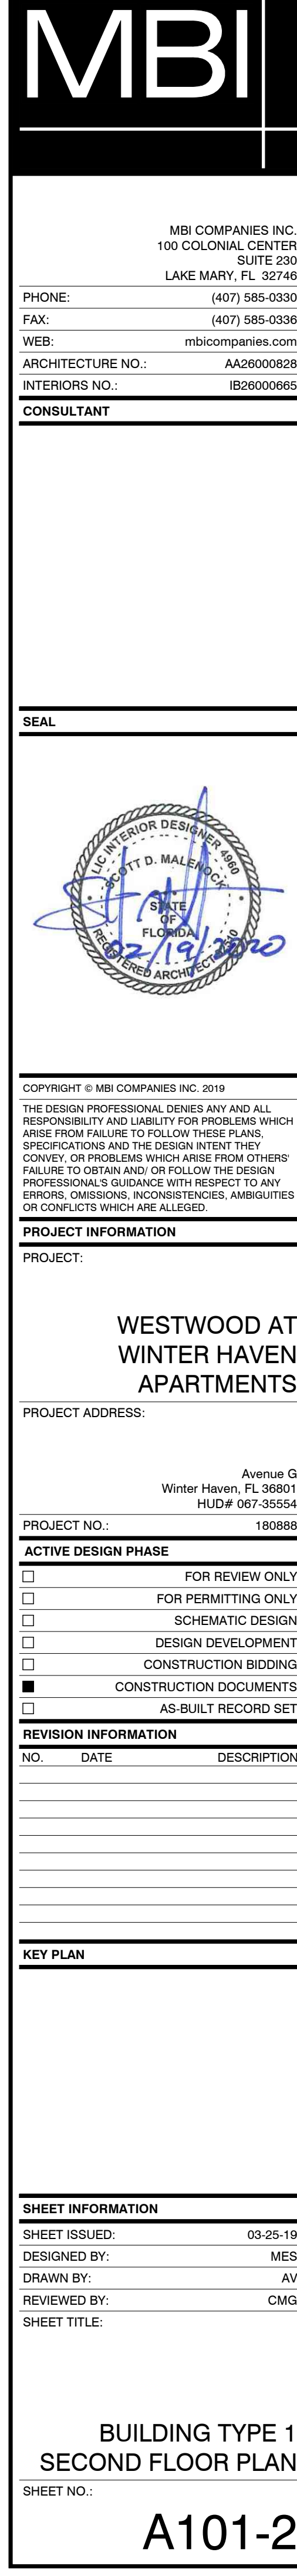 MBI
MBI COMPANIES INC.
100 COLONIAL CENTER
SUITE 230
LAKE MARY, FL 32746
PHONE: (407) 585-0330
FAX: (407) 585-0336
WEB: mbicompanies.com
ARCHITECTURE NO.: AA26000828
INTERIORS NO.: IB26000665
CONSULTANT
SEAL
LIC INTERIOR DESIGNER 4960
SCOTT D. MALENOCK
STATE
OF
FLORIDA
REGISTERED ARCHITECT
02/19/2020
COPYRIGHT © MBI COMPANIES INC. 2019
THE DESIGN PROFESSIONAL DENIES ANY AND ALL
RESPONSIBILITY AND LIABILITY FOR PROBLEMS WHICH
ARISE FROM FAILURE TO FOLLOW THESE PLANS,
SPECIFICATIONS AND THE DESIGN INTENT THEY
CONVEY, OR PROBLEMS WHICH ARISE FROM OTHERS'
FAILURE TO OBTAIN AND/ OR FOLLOW THE DESIGN
PROFESSIONAL'S GUIDANCE WITH RESPECT TO ANY
ERRORS, OMISSIONS, INCONSISTENCIES, AMBIGUITIES
OR CONFLICTS WHICH ARE ALLEGED.
PROJECT INFORMATION
PROJECT:
WESTWOOD AT
WINTER HAVEN
APARTMENTS
PROJECT ADDRESS:
Avenue G
Winter Haven, FL 36801
HUD# 067-35554
PROJECT NO.: 180888
ACTIVE DESIGN PHASE
FOR REVIEW ONLY
FOR PERMITTING ONLY
SCHEMATIC DESIGN
DESIGN DEVELOPMENT
CONSTRUCTION BIDDING
CONSTRUCTION DOCUMENTS
AS-BUILT RECORD SET
REVISION INFORMATION
NO. DATE DESCRIPTION
KEY PLAN
SHEET INFORMATION
SHEET ISSUED: 03-25-19
DESIGNED BY: MES
DRAWN BY: AV
REVIEWED BY: CMG
SHEET TITLE:
BUILDING TYPE 1
SECOND FLOOR PLAN
SHEET NO.:
A101-2